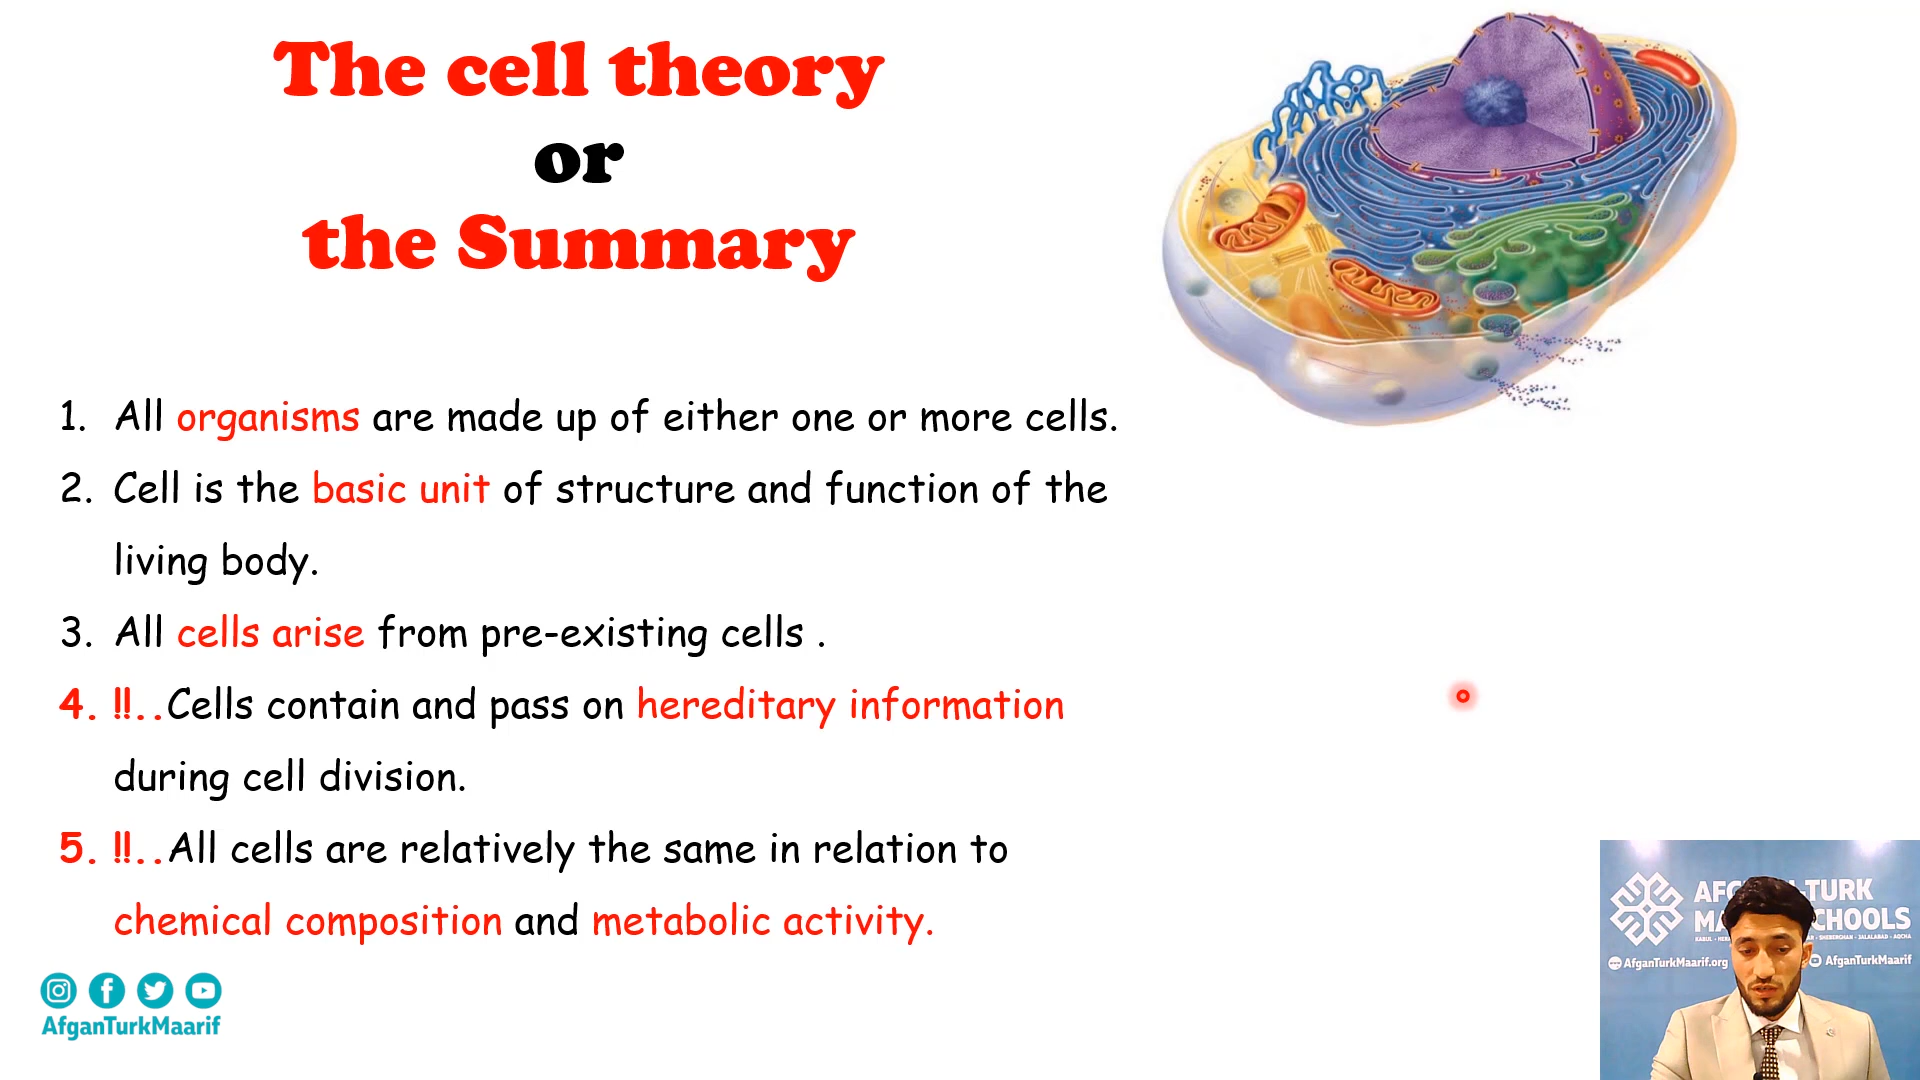 The cell theory
or
the Summary
1. All organisms are made up of either one or more cells.
2. Cell is the basic unit of structure and function of the
living body.
3. All cells arise from pre-existing cells .
4. !!..Cells contain and pass on hereditary information
during cell division.
5. !!..All cells are relatively the same in relation to
chemical composition and metabolic activity.
AfganTurkMaarif
TURK
CHOOLS
AfganTurkMaarif.org
AfganTurkMaarif